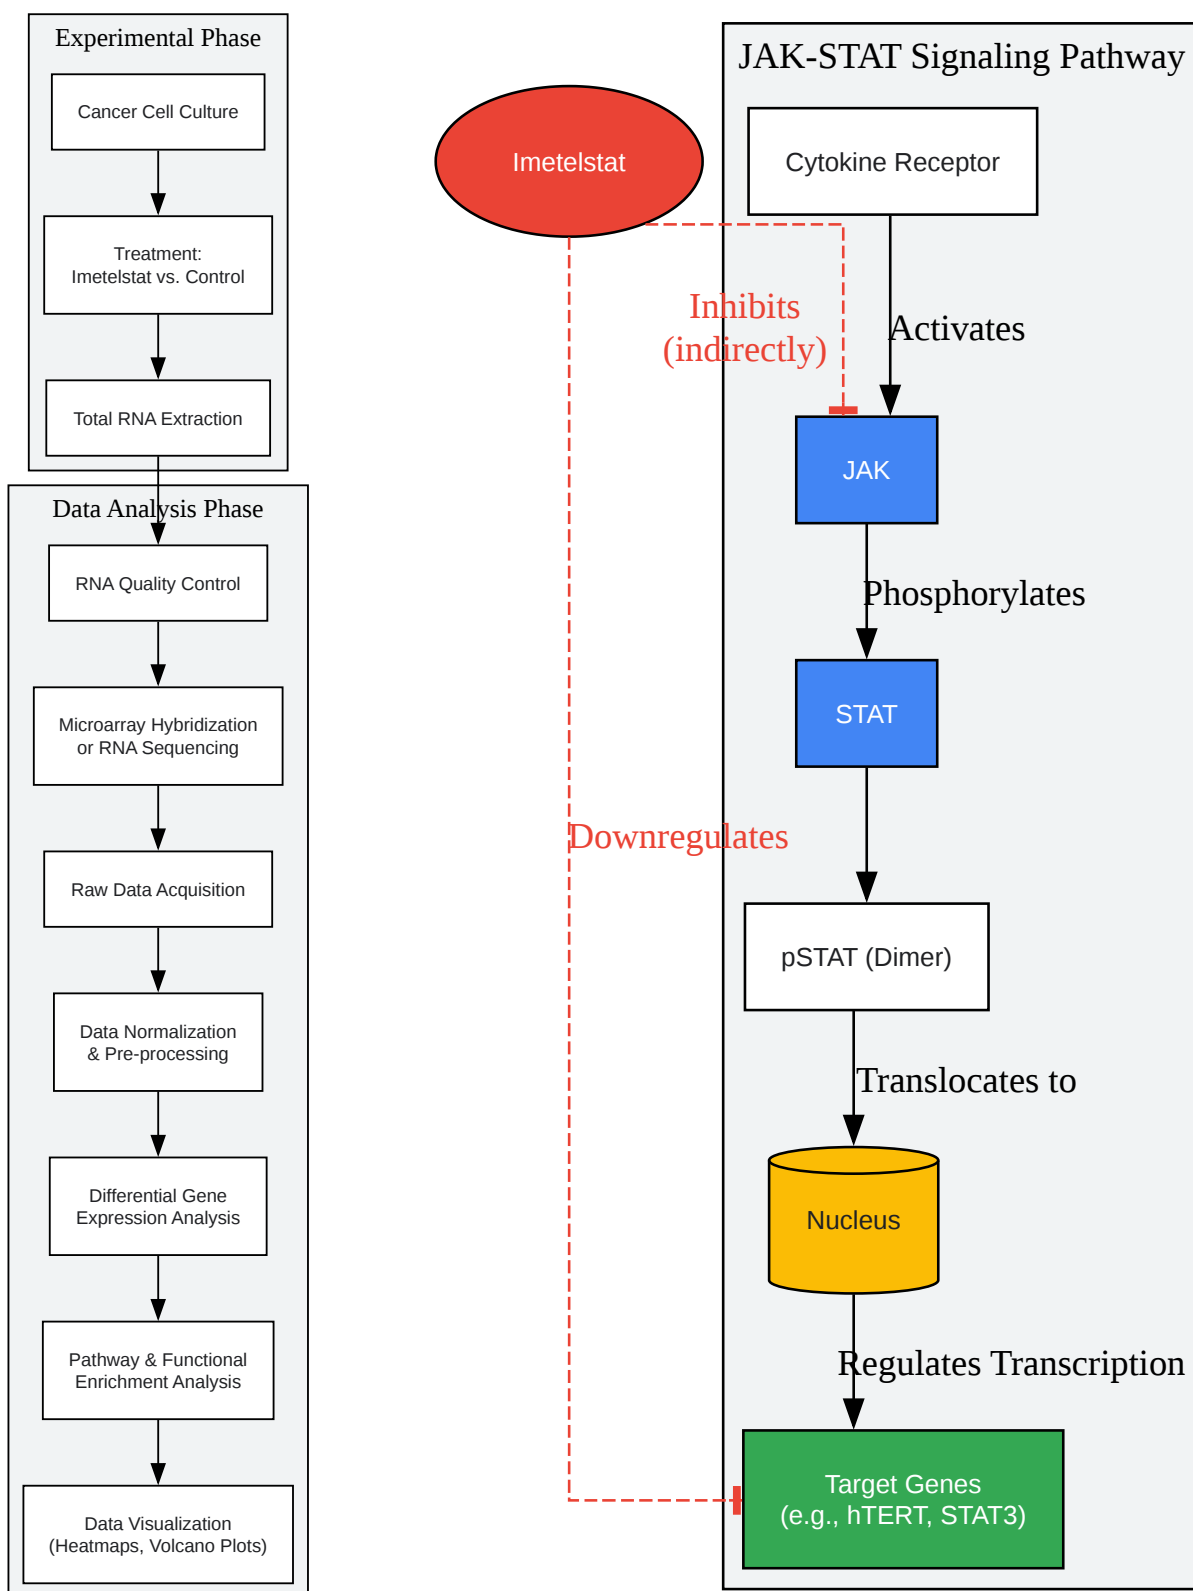 Experimental Phase
Cancer Cell Culture
Treatment:
Imetelstat vs. Control
Total RNA Extraction
Data Analysis Phase
RNA Quality Control
Microarray Hybridization
or RNA Sequencing
Raw Data Acquisition
Data Normalization
& Pre-processing
Differential Gene
Expression Analysis
Pathway & Functional
Enrichment Analysis
Data Visualization
(Heatmaps, Volcano Plots)
JAK-STAT Signaling Pathway
Imetelstat
Cytokine Receptor
Inhibits
(indirectly)
Activates
JAK
Phosphorylates
STAT
Downregulates
pSTAT (Dimer)
Translocates to
Nucleus
Regulates Transcription
Target Genes
(e.g., hTERT, STAT3)